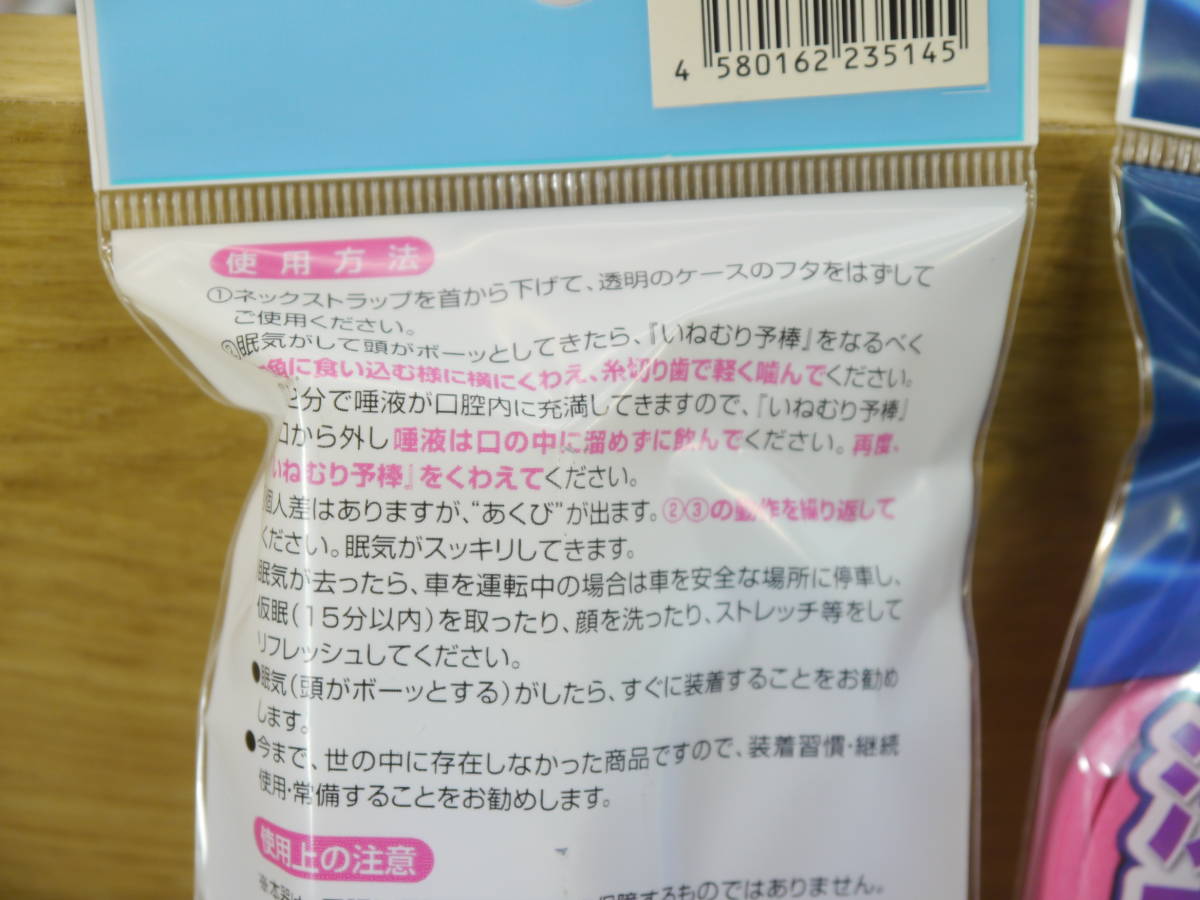 4 580162 235145
使用方法
①ネックストラップを首から下げて、透明のケースのフタをはずして
ご使用ください。
②眠気がして頭がボーッとしてきたら、『いねむり予棒』をなるべく
角に食い込む様に横にくわえ、糸切り歯で軽く噛んでください。
2分で唾液が口腔内に充満してきますので、『いねむり予棒』
口から外し唾液は口の中に溜めずに飲んでください。再度、
いねむり予棒』をくわえてください。
個人差はありますが、“あくび”が出ます。②③の動作を繰り返して
ください。眠気がスッキリしてきます。
眠気が去ったら、車を運転中の場合は車を安全な場所に停車し、
仮眠(15分以内)を取ったり、顔を洗ったり、ストレッチ等をして
リフレッシュしてください。
●眠気(頭がボーッとする)がしたら、すぐに装着することをお勧め
します。
●今まで、世の中に存在しなかった商品ですので、装着習慣・継続
使用・常備することをお勧めします。
使用上の注意
するものではありません。